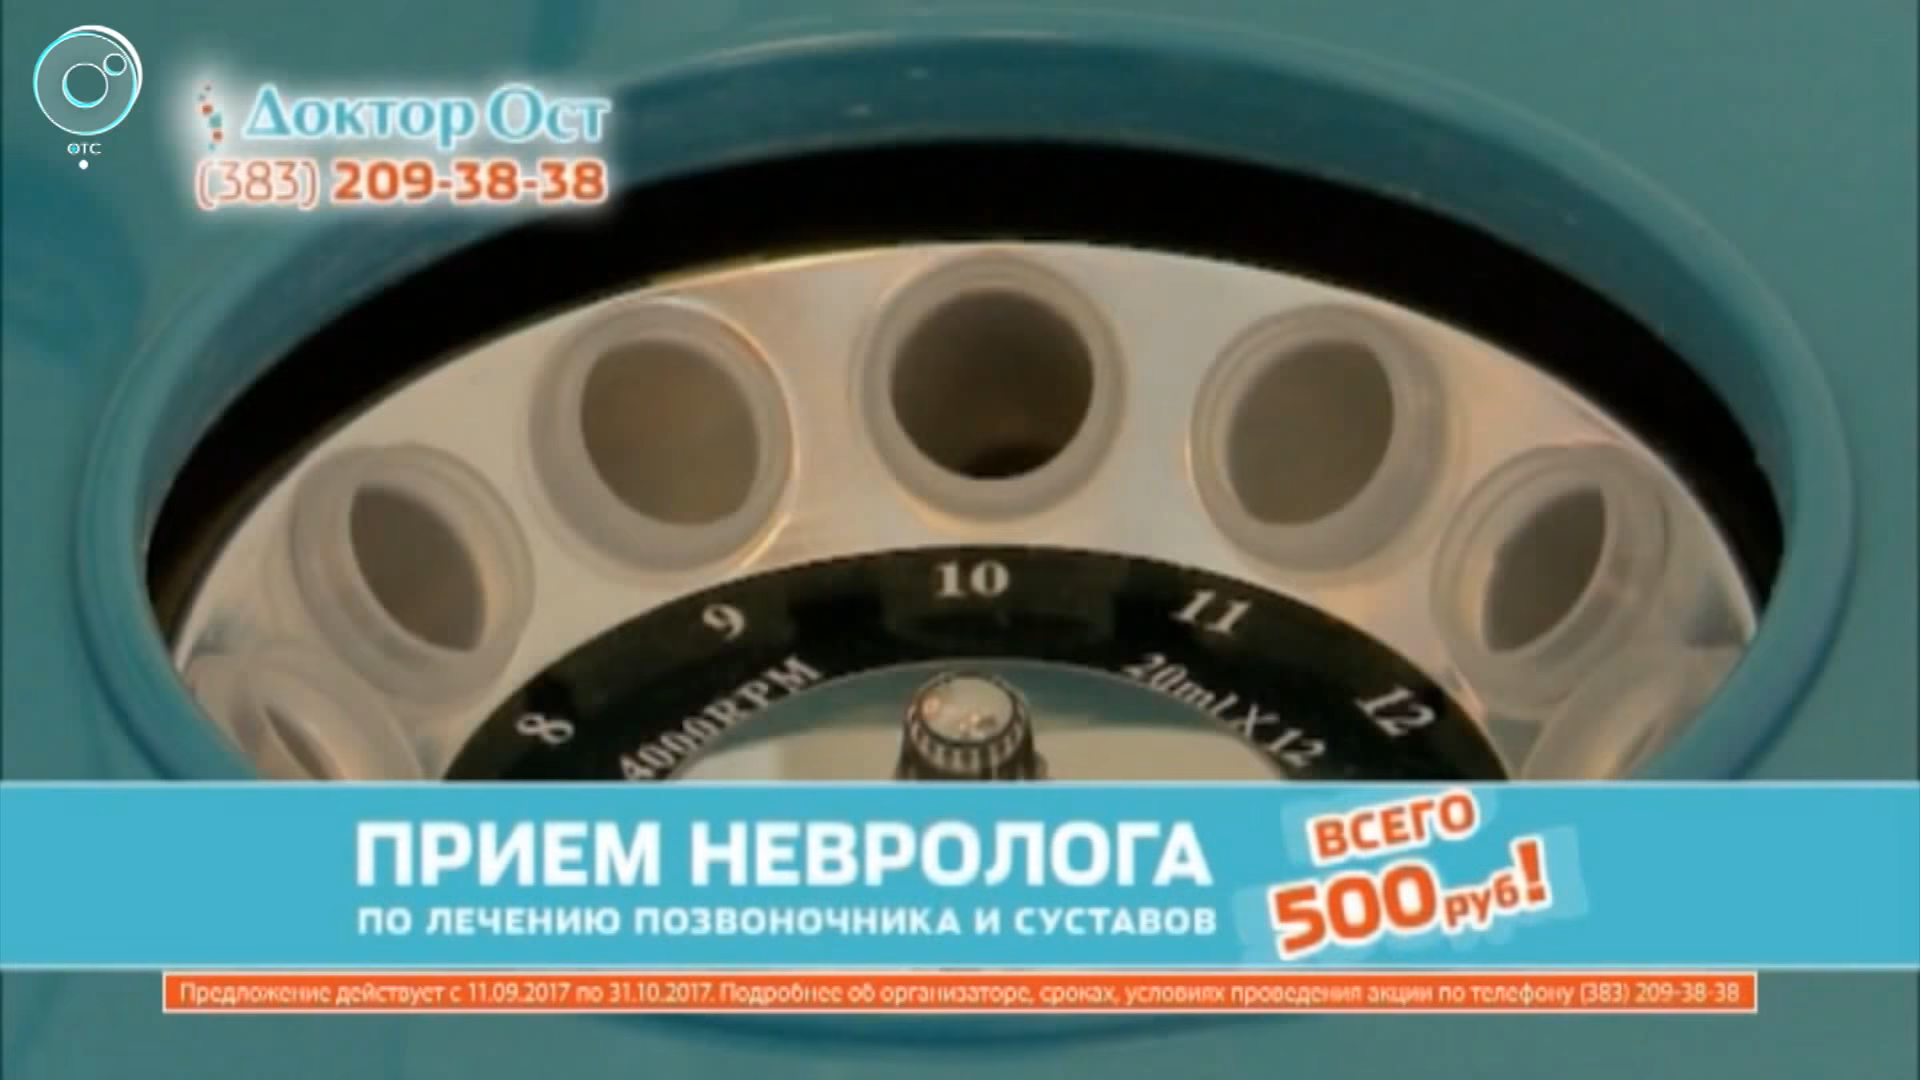 ОТС
Доктор Ост
(383) 209-38-38
10
9
11
8
12
4000RPM
20mlX12
ПРИЕМ НЕВРОЛОГА
ПО ЛЕЧЕНИЮ ПОЗВОНОЧНИКА И СУСТАВОВ
ВСЕГО
500руб!
Предложение действует с 11.09.2017 по 31.10.2017. Подробнее об организаторе, сроках, условиях проведения акции по телефону (383) 209-38-38